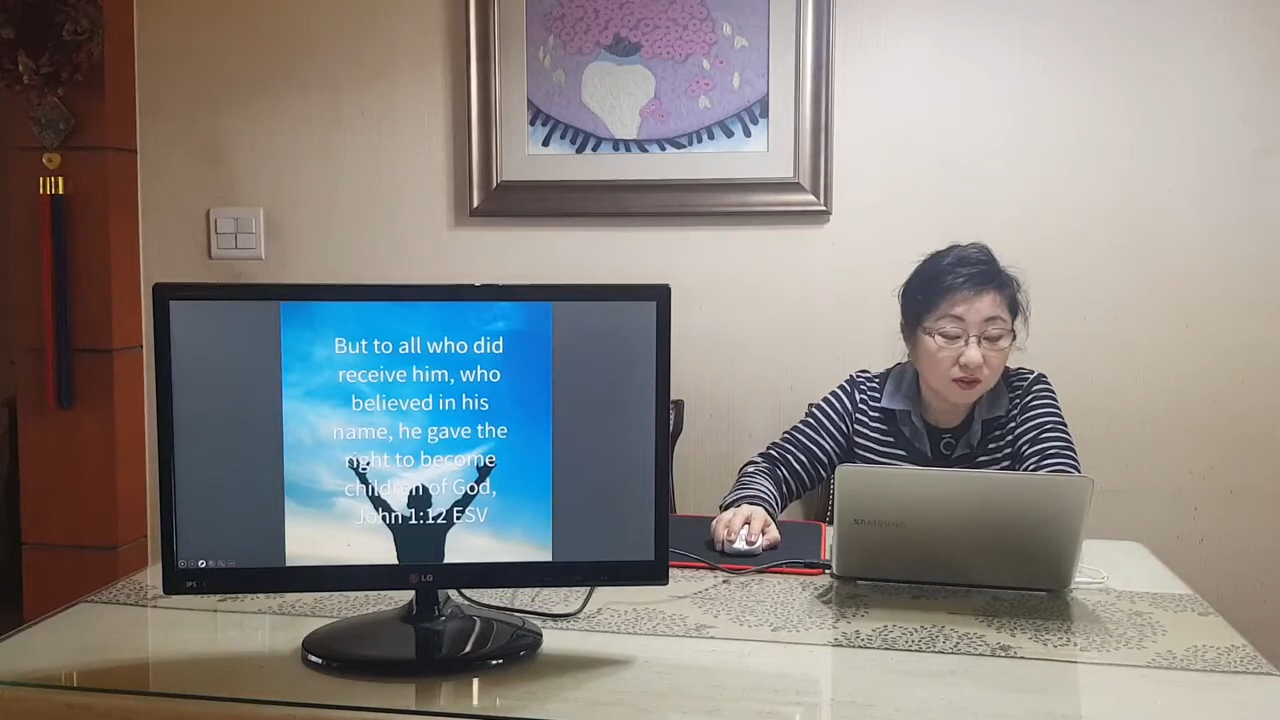 But to all who did
receive him, who
believed in his
name, he gave the
right to become
children of God,
John 1:12 ESV
IPS
LG
SAMSUNG